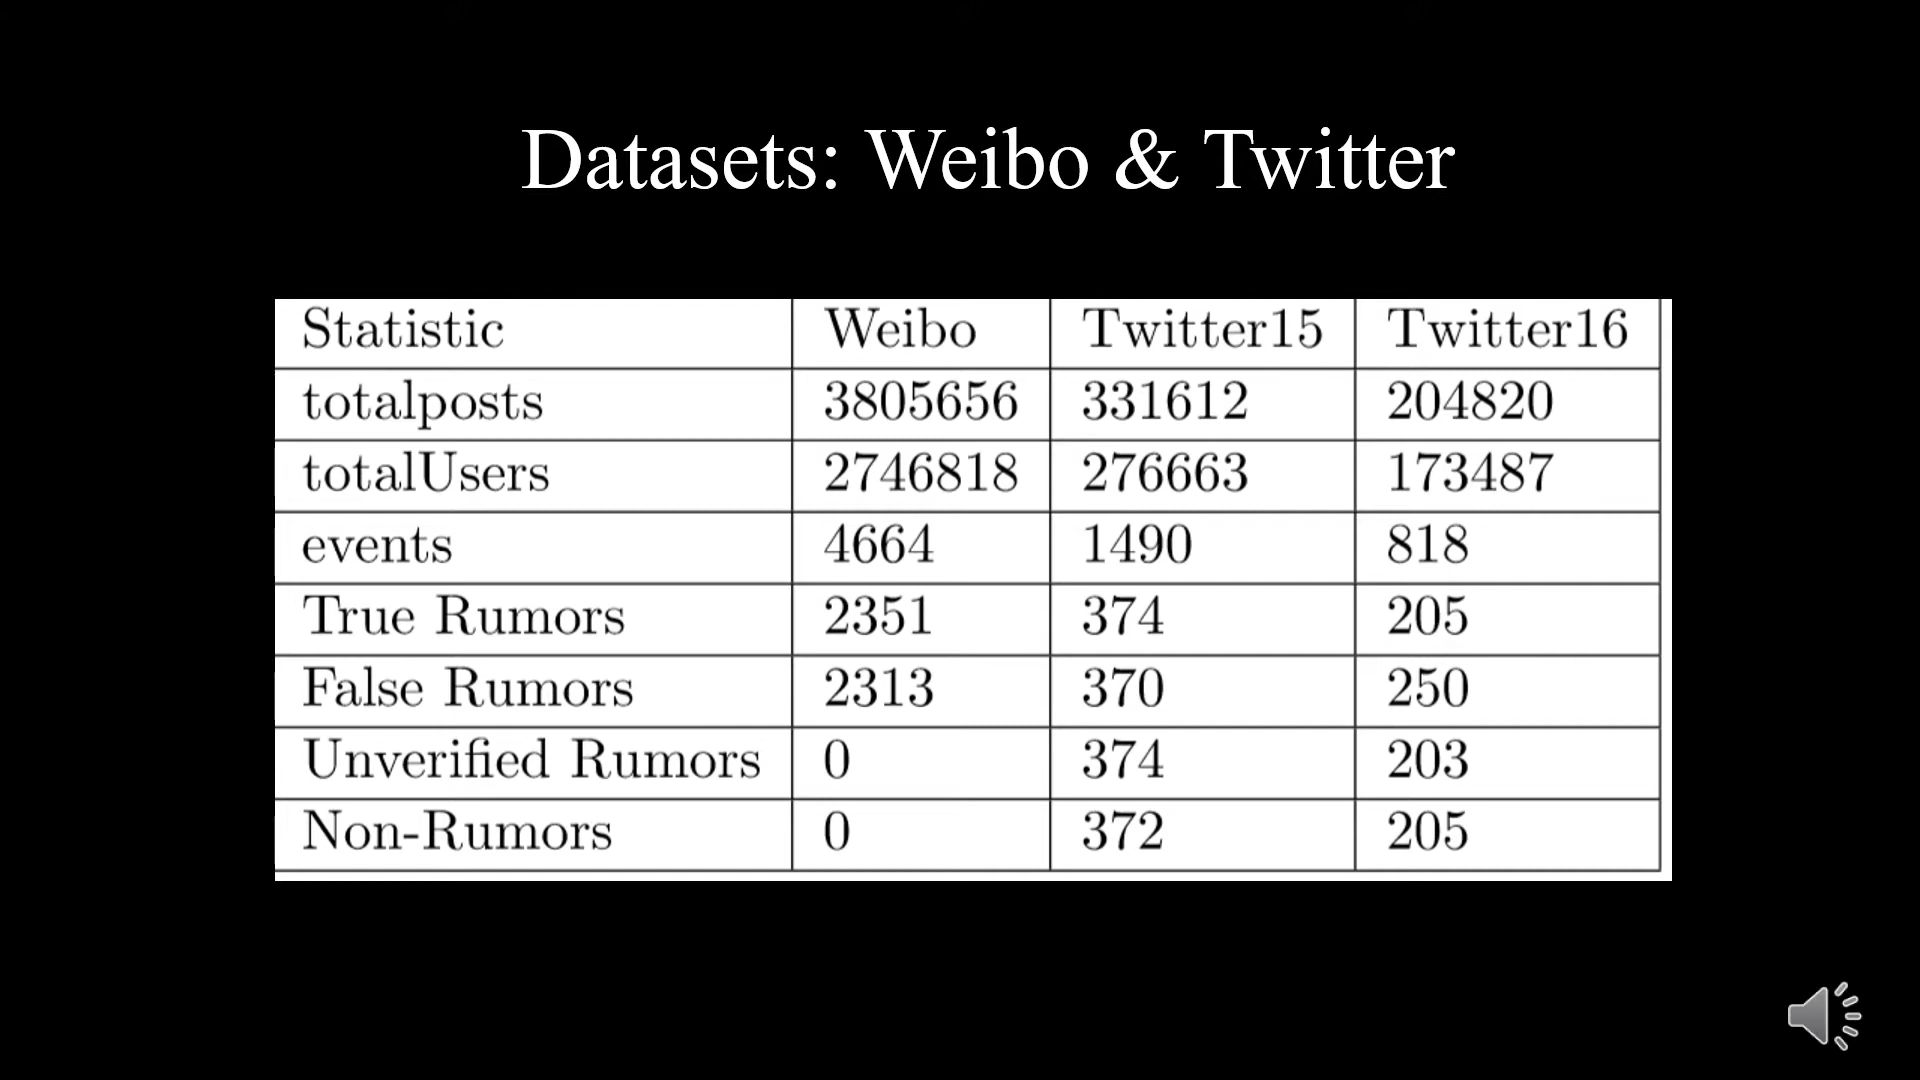 Datasets: Weibo & Twitter
Statistic Weibo Twitter15 Twitter16
totalposts 3805656 331612 204820
totalUsers 2746818 276663 173487
events 4664 1490 818
True Rumors 2351 374 205
False Rumors 2313 370 250
Unverified Rumors 0 374 203
Non-Rumors 0 372 205